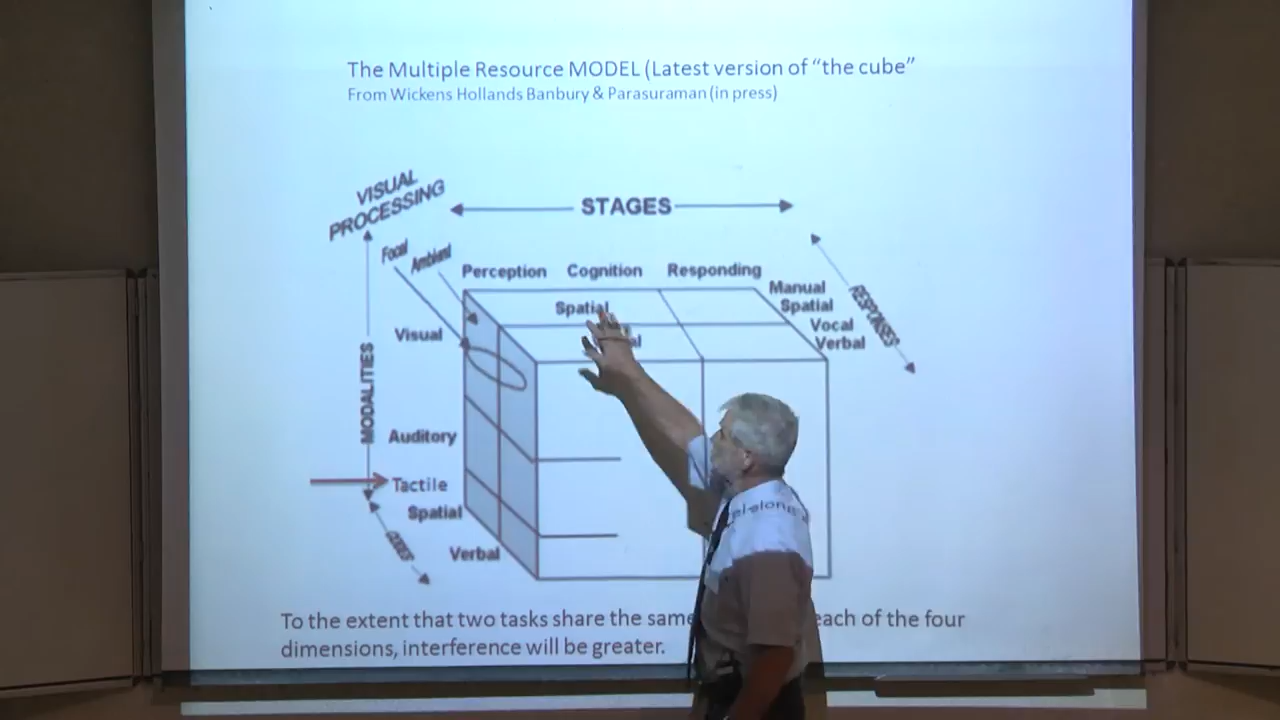 The Multiple Resource MODEL (Latest version of “the cube”
From Wickens Hollands Banbury & Parasuraman (in press)
VISUAL
PROCESSING
STAGES
Focal
Ambient
Perception Cognition Responding
Manual
Spatial
Spatial
Vocal
Verbal
RESPONSES
Visual
MODALITIES
Auditory
Tactile
Spatial
CODES
Verbal
To the extent that two tasks share the same each of the four
dimensions, interference will be greater.